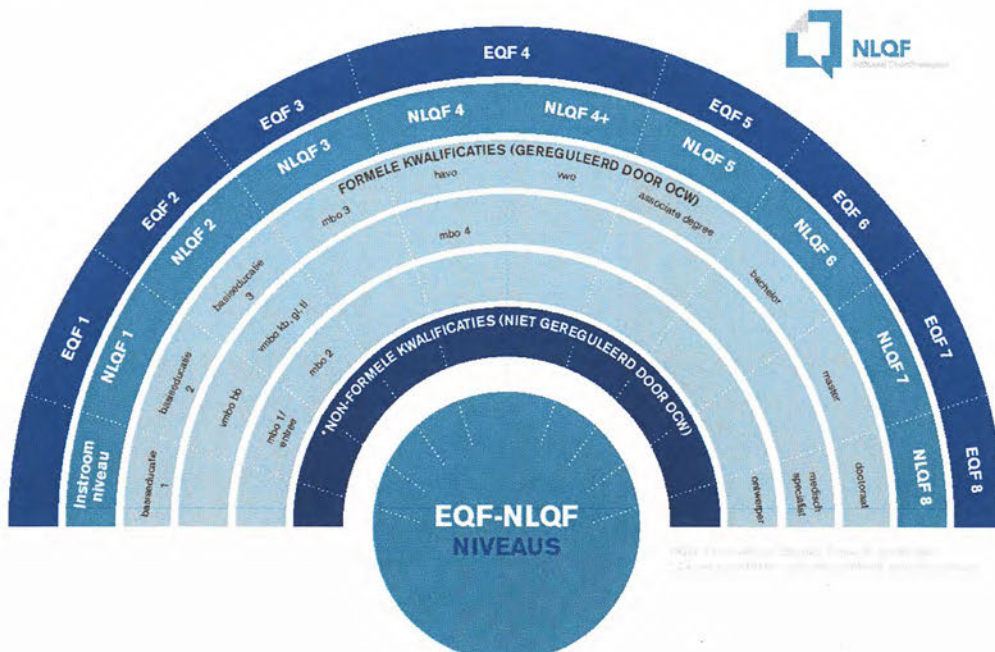 NLQF
EQF 1
EQF 2
EQF 3
EQF 4
EQF 5
EQF 6
EQF 7
EQF 8
Instroom
niveau
NLQF 1
NLQF 2
NLQF 3
NLQF 4
NLQF 4+
NLQF 5
NLQF 6
NLQF 7
NLQF 8
FORMELE KWALIFICATIES (GEREGULEERD DOOR OCW)
basiseducatie
1
basiseducatie
2
basiseducatie
3
mbo 3
havo
vwo
associate degree
bachelor
master
doctoraat
vmbo bb
vmbo kb, gl, tl
mbo 4
medisch
specialist
mbo 1/
entree
mbo 2
ontwerper
*NON-FORMELE KWALIFICATIES (NIET GEREGULEERD DOOR OCW)
EQF-NLQF
NIVEAUS